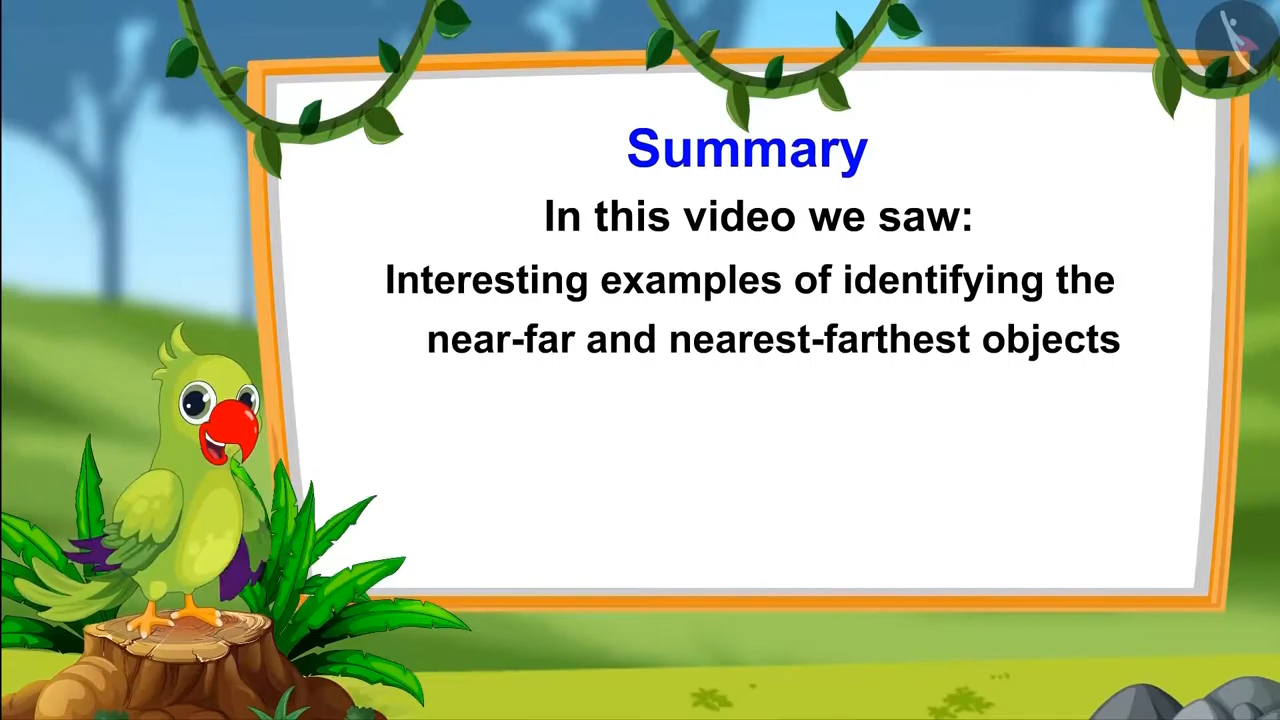 Summary
In this video we saw:
Interesting examples of identifying the
near-far and nearest-farthest objects